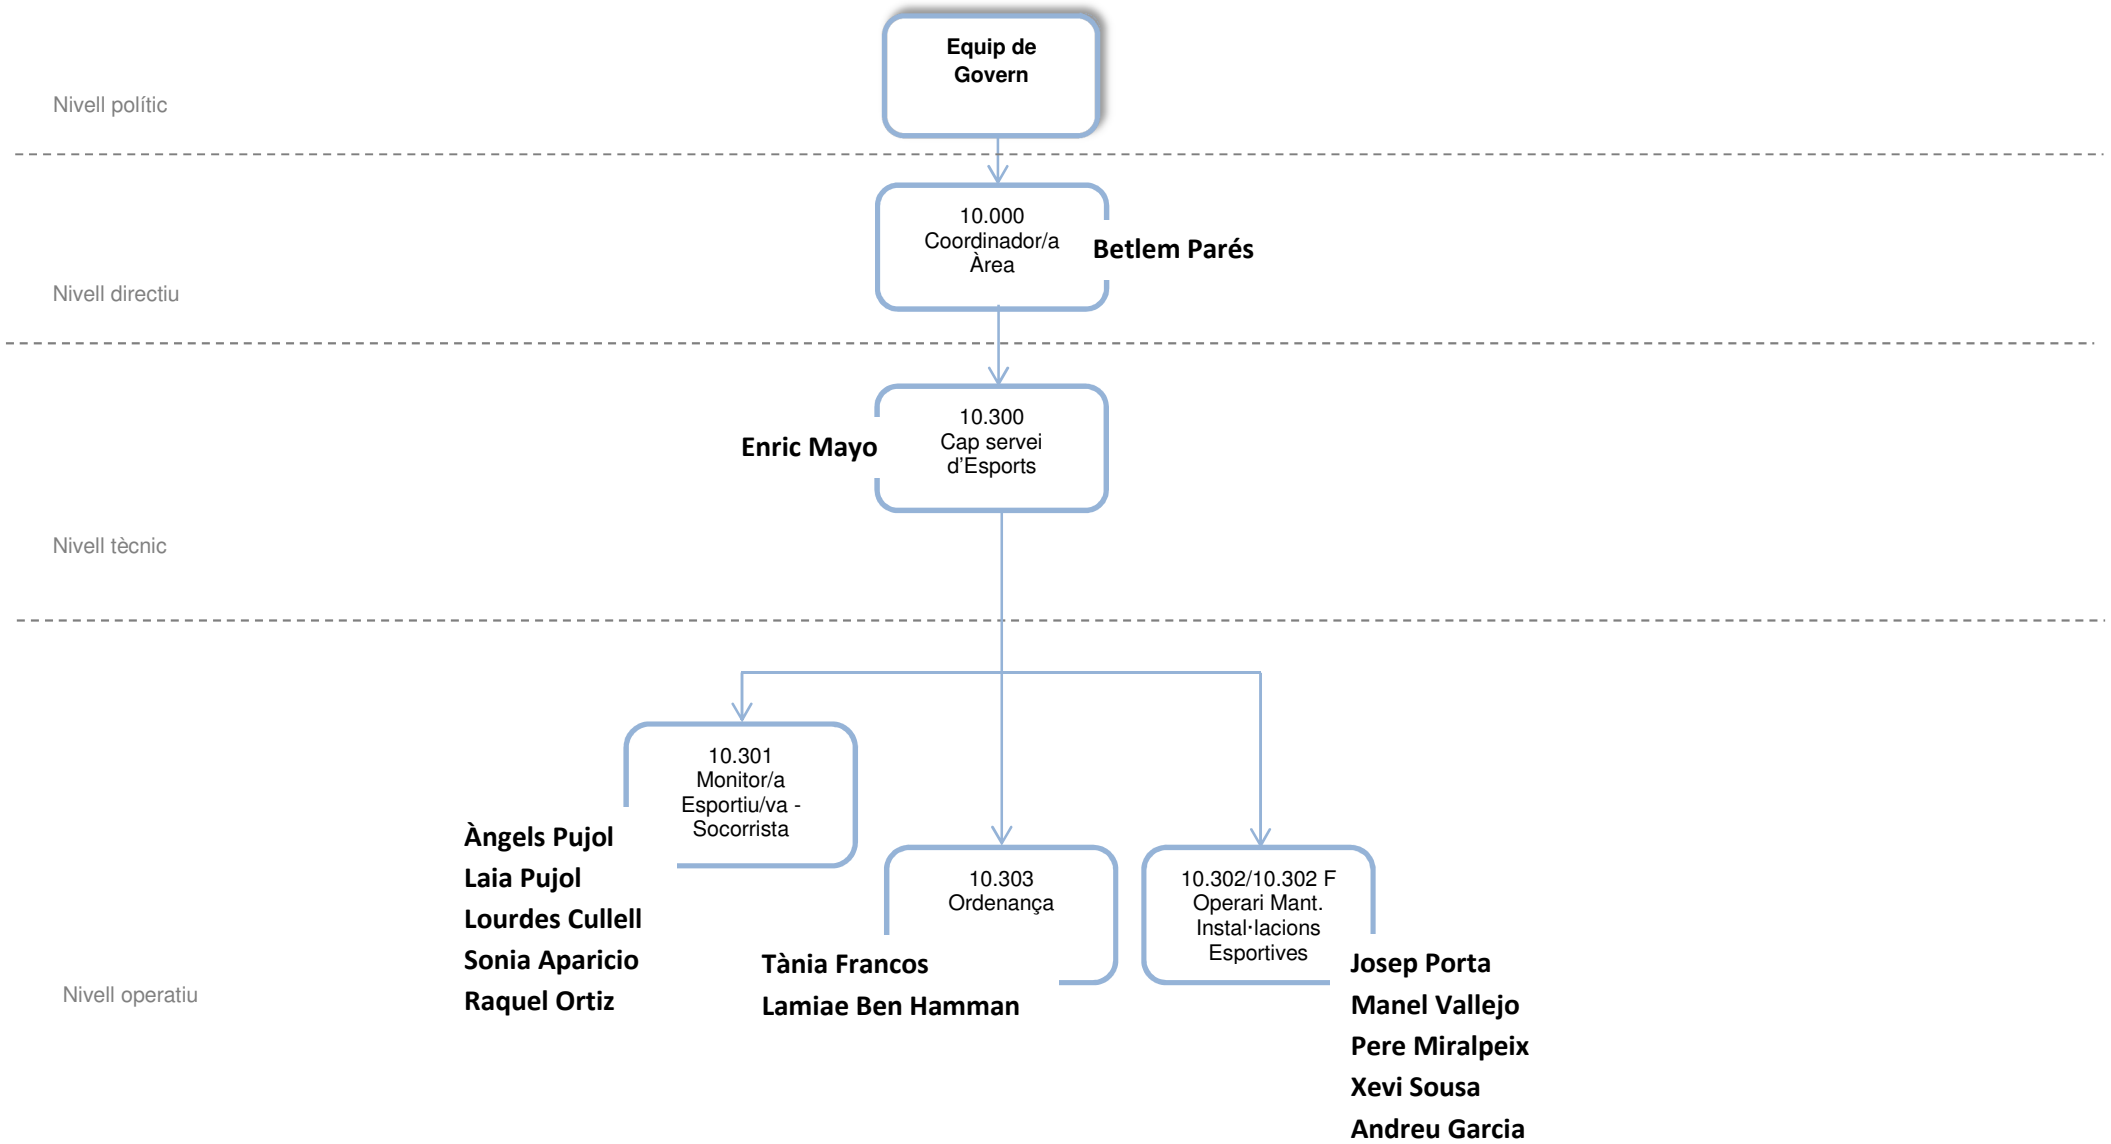 Equip de
Govern
Nivell polític
10.000
Coordinador/a
Àrea
Betlem Parés
Nivell directiu
10.300
Cap servei
d'Esports
Enric Mayo
Nivell tècnic
10.301
Monitor/a
Esportiu/va -
Socorrista
Àngels Pujol
Laia Pujol
Lourdes Cullell
Sonia Aparicio
Raquel Ortiz
10.303
Ordenança
Tània Francos
Lamiae Ben Hamman
10.302/10.302 F
Operari Mant.
Instal·lacions
Esportives
Josep Porta
Manel Vallejo
Pere Miralpeix
Xevi Sousa
Andreu Garcia
Nivell operatiu